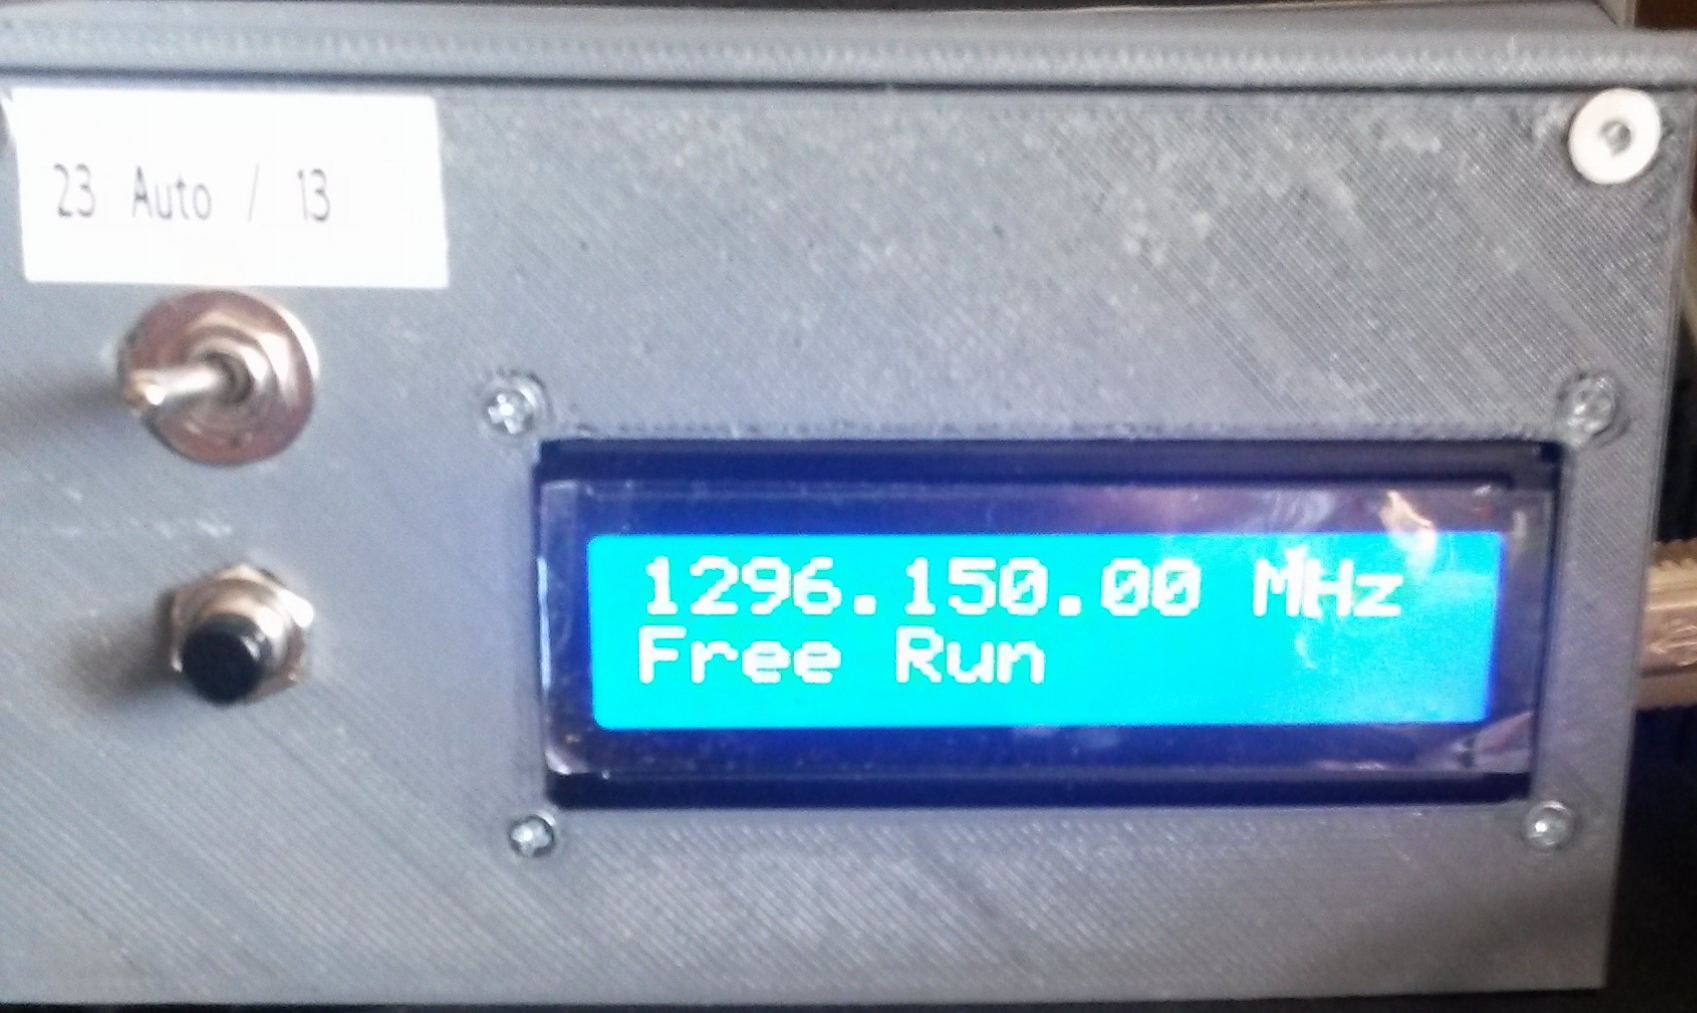 23 Auto / 13
1296.150.00 MHz
Free Run